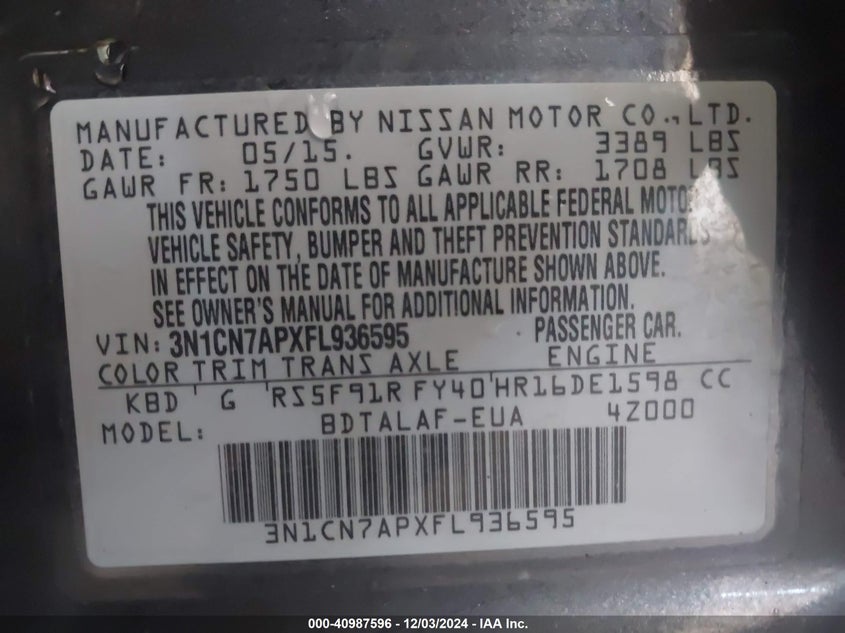 MANUFACTURED BY NISSAN MOTOR CO., LTD.
DATE: 05/15. GVWR: 3389 LBS
GAWR FR: 1750 LBS GAWR RR: 1708 LBS
THIS VEHICLE CONFORMS TO ALL APPLICABLE FEDERAL MOTOR
VEHICLE SAFETY, BUMPER AND THEFT PREVENTION STANDARDS
IN EFFECT ON THE DATE OF MANUFACTURE SHOWN ABOVE.
SEE OWNER'S MANUAL FOR ADDITIONAL INFORMATION.
VIN: 3N1CN7APXFL936595 PASSENGER CAR.
COLOR TRIM TRANS AXLE ENGINE
KBD G RS5F91R FY40 HR16DE1598 CC
MODEL: BDTALAF-EUA 4Z000
3N1CN7APXFL936595
000-40987596 - 12/03/2024 - IAA Inc.